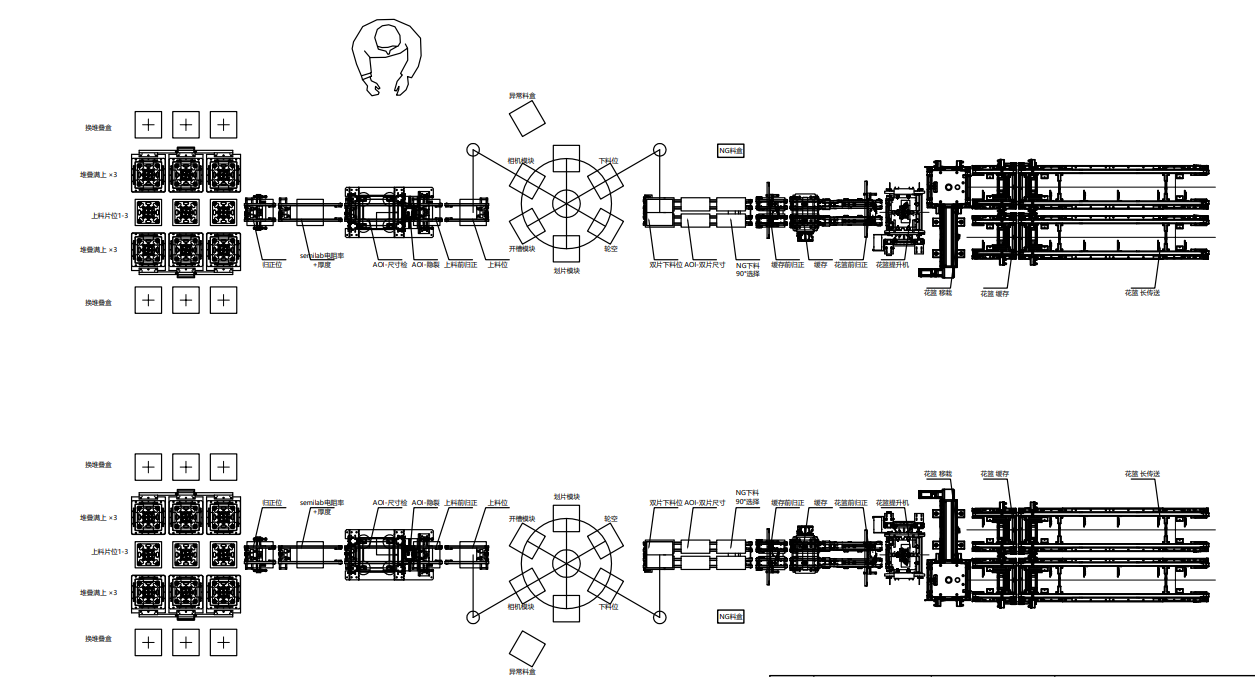 异常料盒
换堆叠盒
NG料盒
相机模块
下料位
堆叠满上 ×3
上料片位1-3
堆叠满上 ×3
开槽模块
轮空
semilab电阻率
+厚度
归正位
AOI-尺寸检
AOI-隐裂
上料前归正
上料位
划片模块
双片下料位
AOI-双片尺寸
NG下料
90°选择
缓存前归正
缓存
花篮前归正
花篮提升机
花篮 移栽
花篮 缓存
花篮 长传送
换堆叠盒
换堆叠盒
花篮 移栽
花篮 缓存
花篮 长传送
归正位
semilab电阻率
+厚度
AOI-尺寸检
AOI-隐裂
上料前归正
上料位
划片模块
双片下料位
AOI-双片尺寸
NG下料
90°选择
缓存前归正
缓存
花篮前归正
花篮提升机
堆叠满上 ×3
开槽模块
轮空
上料片位1-3
堆叠满上 ×3
相机模块
下料位
NG料盒
换堆叠盒
异常料盒